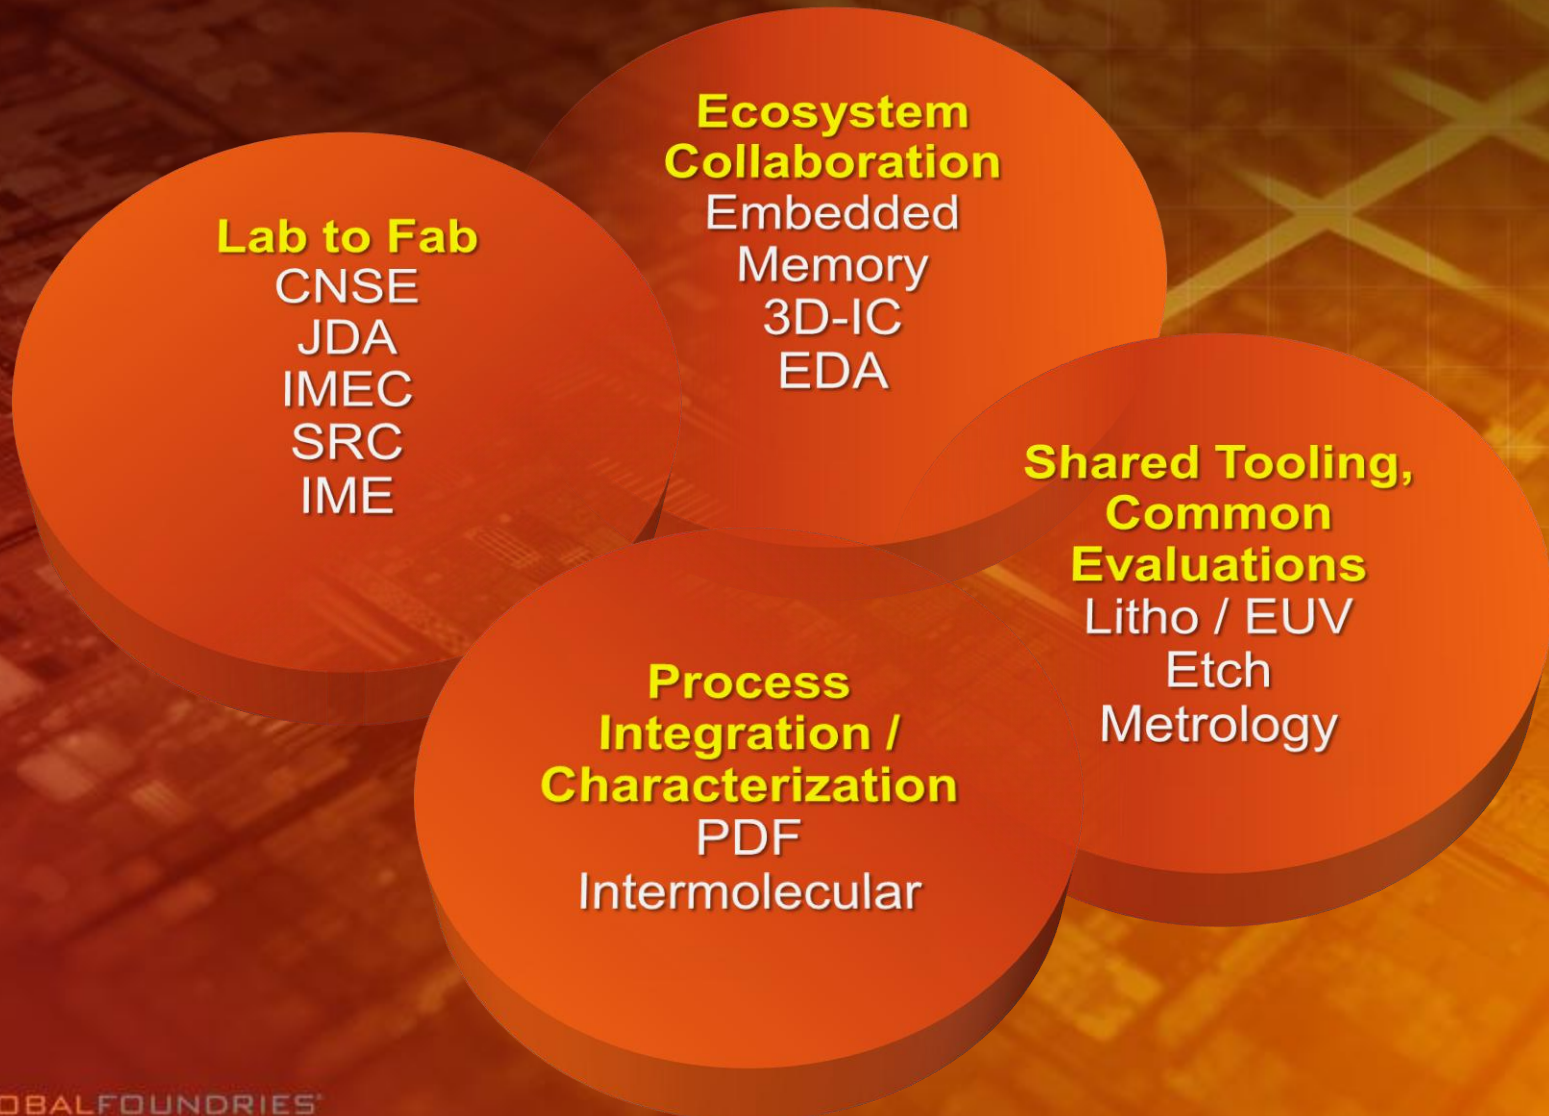 Ecosystem
Collaboration
Embedded
Memory
3D-IC
EDA
Lab to Fab
CNSE
JDA
IMEC
SRC
IME
Shared Tooling,
Common
Evaluations
Litho / EUV
Etch
Metrology
Process
Integration /
Characterization
PDF
Intermolecular
OBALFOUNDRIES